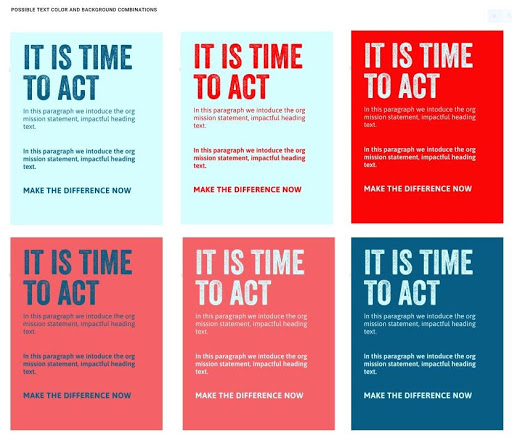 POSSIBLE TEXT COLOR AND BACKGROUND COMBINATIONS
IT IS TIME
TO ACT
In this paragraph we intoduce the org
mission statement, impactful heading
text.
In this paragraph we intoduce the org
mission statement, impactful heading
text.
MAKE THE DIFFERENCE NOW
IT IS TIME
TO ACT
In this paragraph we intoduce the org
mission statement, impactful heading
text.
In this paragraph we intoduce the org
mission statement, impactful heading
text.
MAKE THE DIFFERENCE NOW
IT IS TIME
TO ACT
In this paragraph we intoduce the org
mission statement, impactful heading
text.
In this paragraph we intoduce the org
mission statement, impactful heading
text.
MAKE THE DIFFERENCE NOW
IT IS TIME
TO ACT
In this paragraph we intoduce the org
mission statement, impactful heading
text.
In this paragraph we intoduce the org
mission statement, impactful heading
text.
MAKE THE DIFFERENCE NOW
IT IS TIME
TO ACT
In this paragraph we intoduce the org
mission statement, impactful heading
text.
In this paragraph we intoduce the org
mission statement, impactful heading
text.
MAKE THE DIFFERENCE NOW
IT IS TIME
TO ACT
In this paragraph we intoduce the org
mission statement, impactful heading
text.
In this paragraph we intoduce the org
mission statement, impactful heading
text.
MAKE THE DIFFERENCE NOW